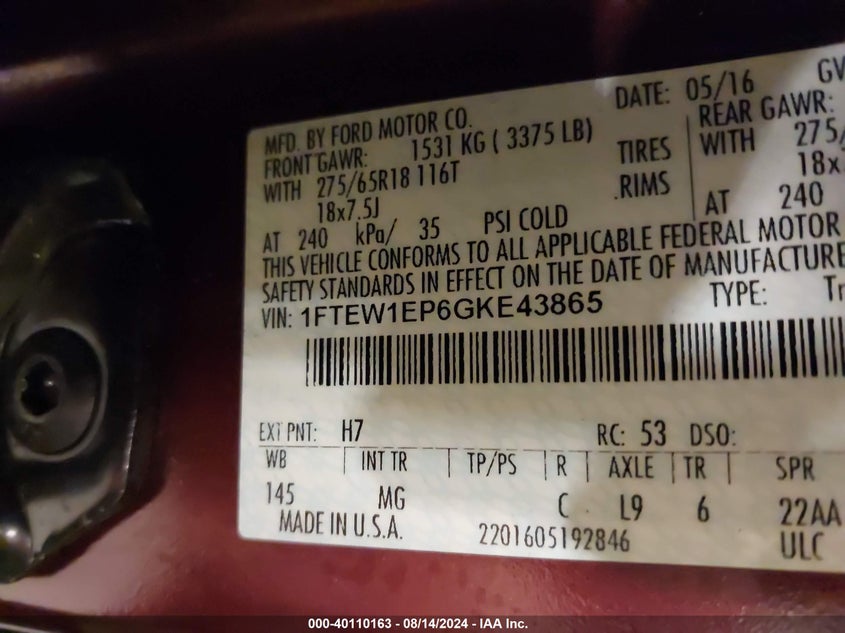 MFD. BY FORD MOTOR CO. DATE: 05/16 GV
FRONT GAWR: 1531 KG ( 3375 LB) REAR GAWR:
WITH 275/65R18 116T TIRES WITH 275/
18x7.5J .RIMS 18x
AT 240 kPa/ 35 PSI COLD AT 240
THIS VEHICLE CONFORMS TO ALL APPLICABLE FEDERAL MOTOR
SAFETY STANDARDS IN EFFECT ON THE DATE OF MANUFACTURE
VIN: 1FTEW1EP6GKE43865 TYPE: Tr
EXT PNT: H7 RC: 53 DSO:
WB INT TR TP/PS R AXLE TR SPR
145 MG C L9 6 22AA
MADE IN U.S.A. 2201605192846 ULC
000-40110163 - 08/14/2024 - IAA Inc.